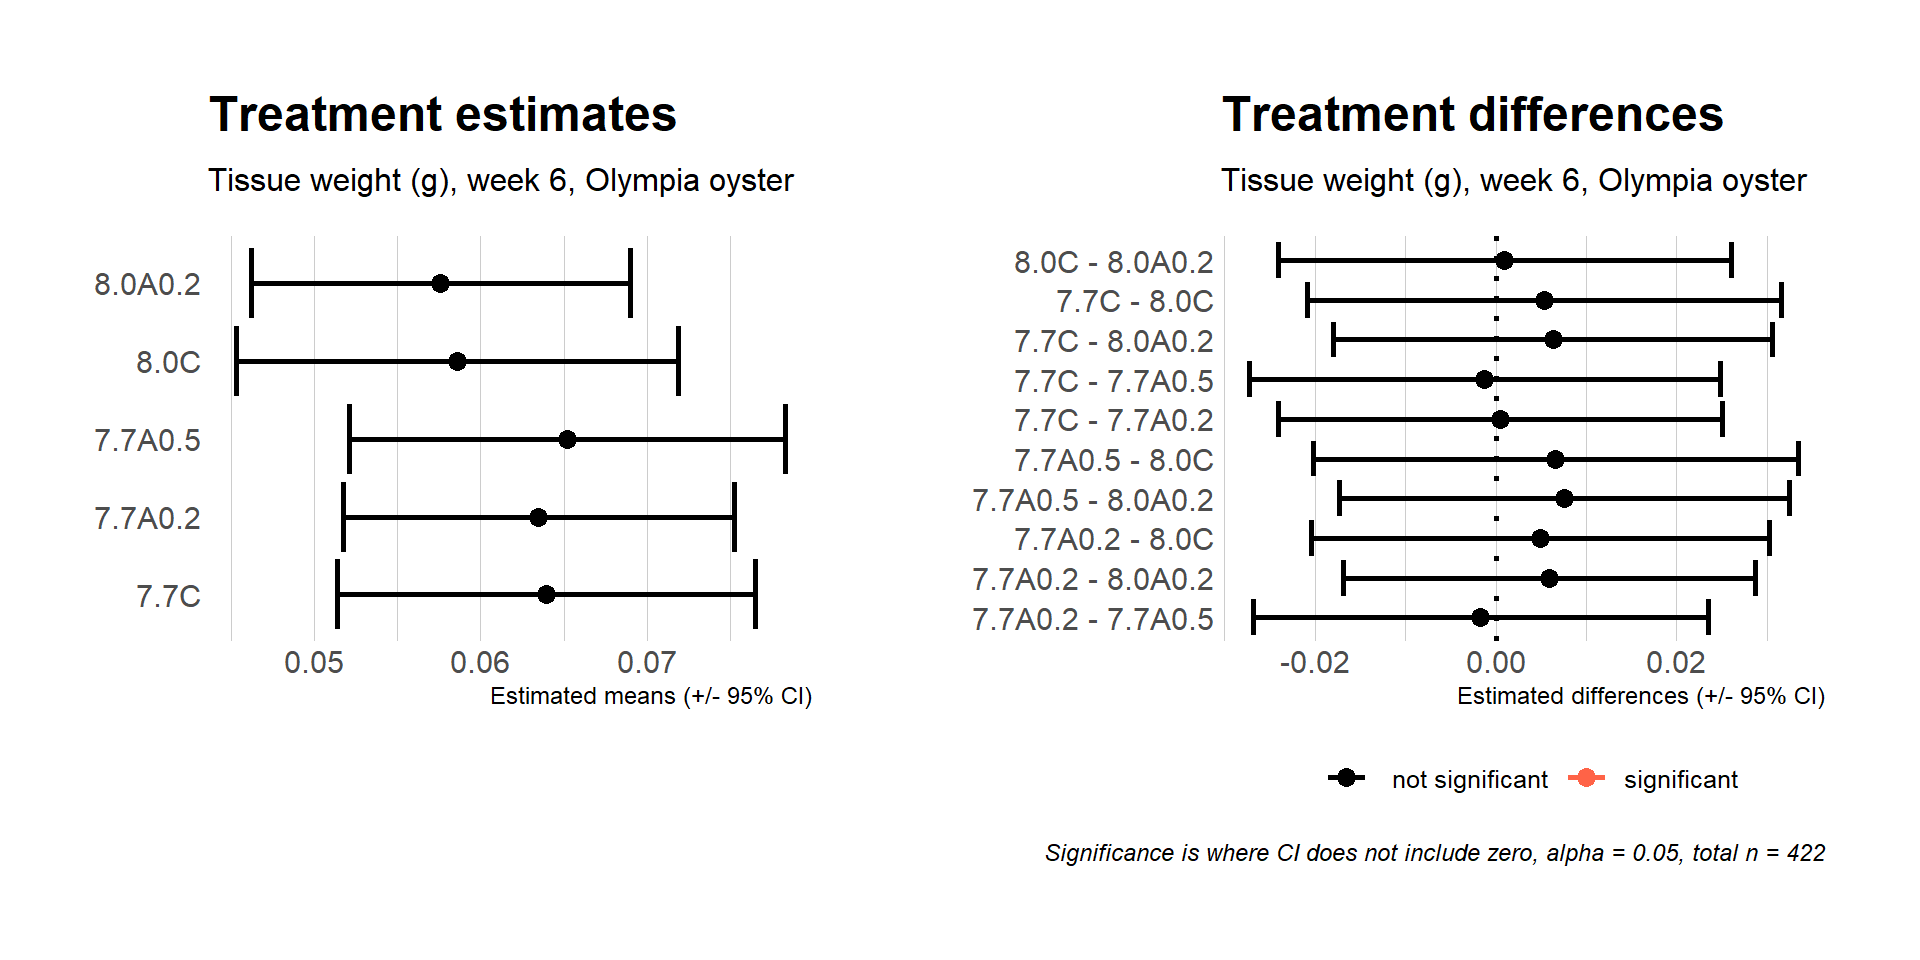 Treatment estimates
Tissue weight (g), week 6, Olympia oyster
8.0A0.2
8.0C
7.7A0.5
7.7A0.2
7.7C
0.05 0.06 0.07
Estimated means (+/- 95% CI)
Treatment differences
Tissue weight (g), week 6, Olympia oyster
8.0C - 8.0A0.2
7.7C - 8.0C
7.7C - 8.0A0.2
7.7C - 7.7A0.5
7.7C - 7.7A0.2
7.7A0.5 - 8.0C
7.7A0.5 - 8.0A0.2
7.7A0.2 - 8.0C
7.7A0.2 - 8.0A0.2
7.7A0.2 - 7.7A0.5
-0.02 0.00 0.02
Estimated differences (+/- 95% CI)
not significant significant
Significance is where CI does not include zero, alpha = 0.05, total n = 422